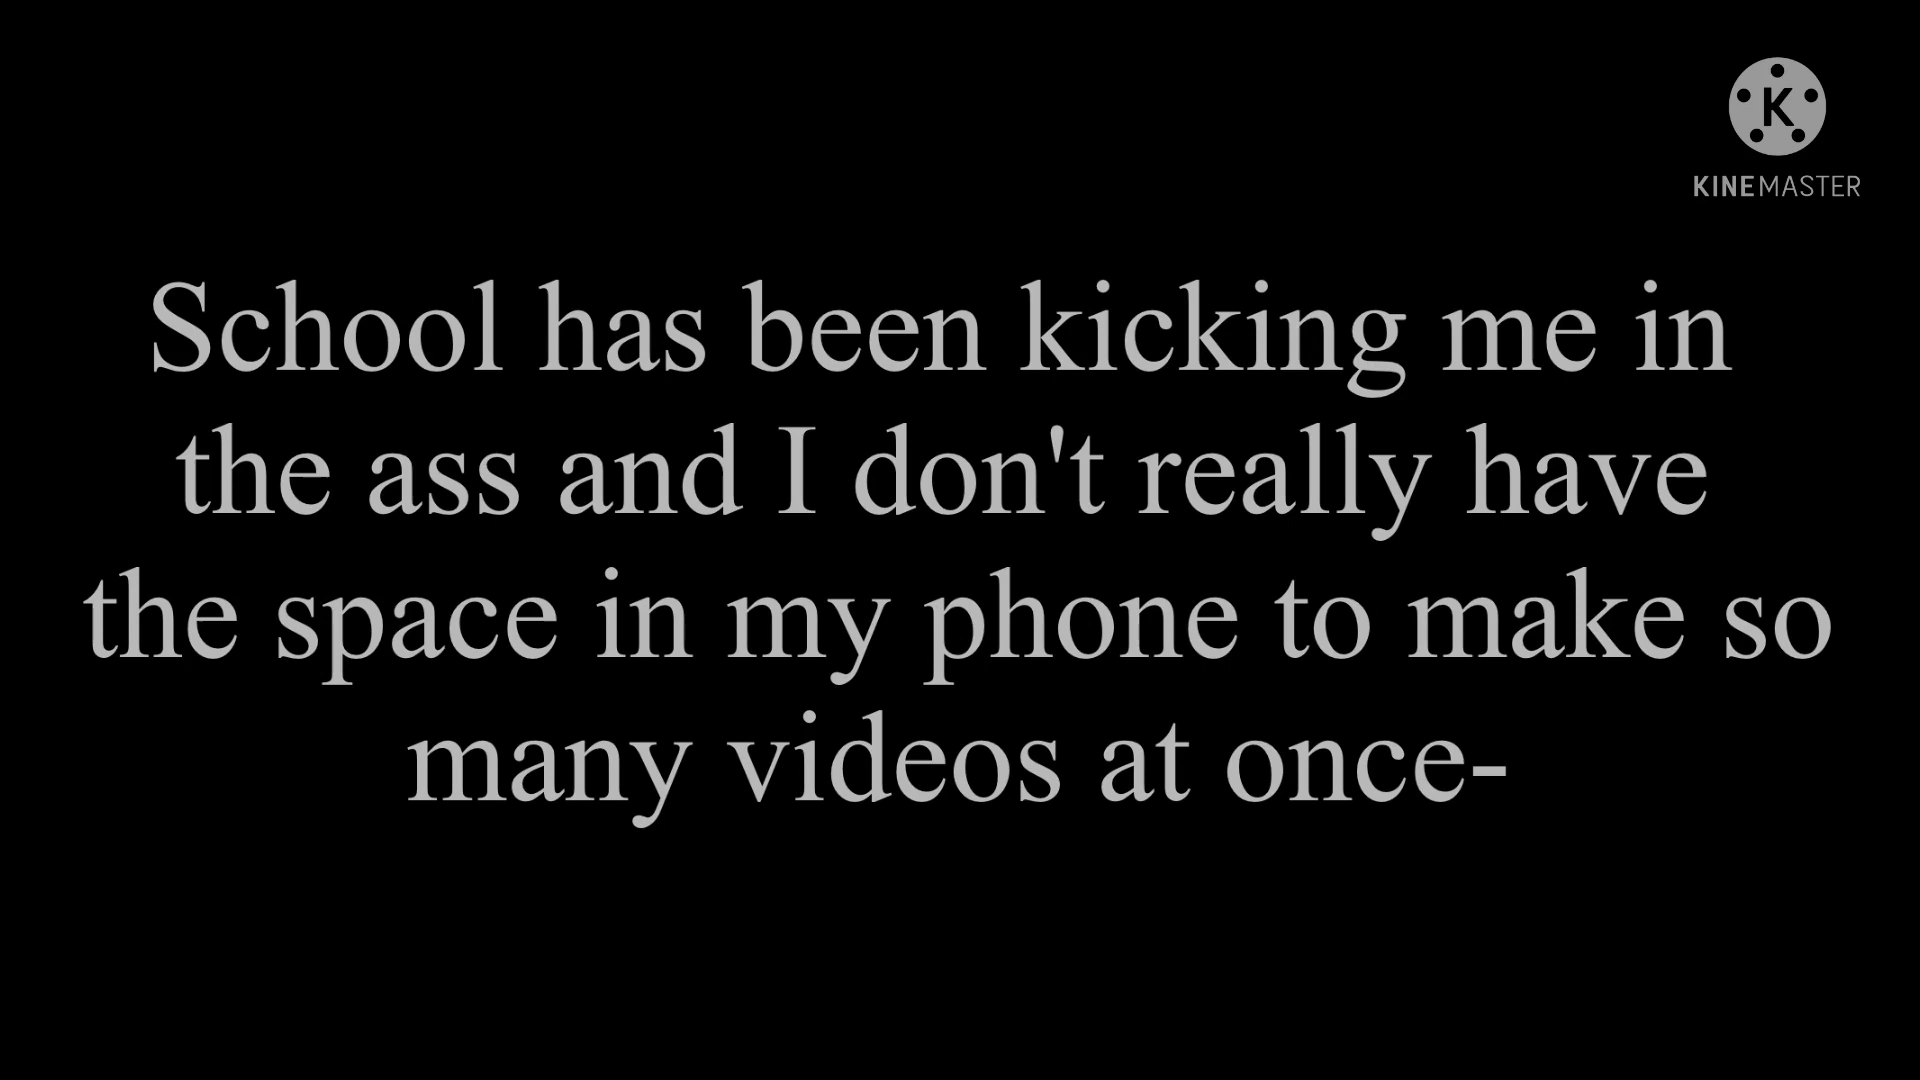 K
KINEMASTER
School has been kicking me in
the ass and I don't really have
the space in my phone to make so
many videos at once-